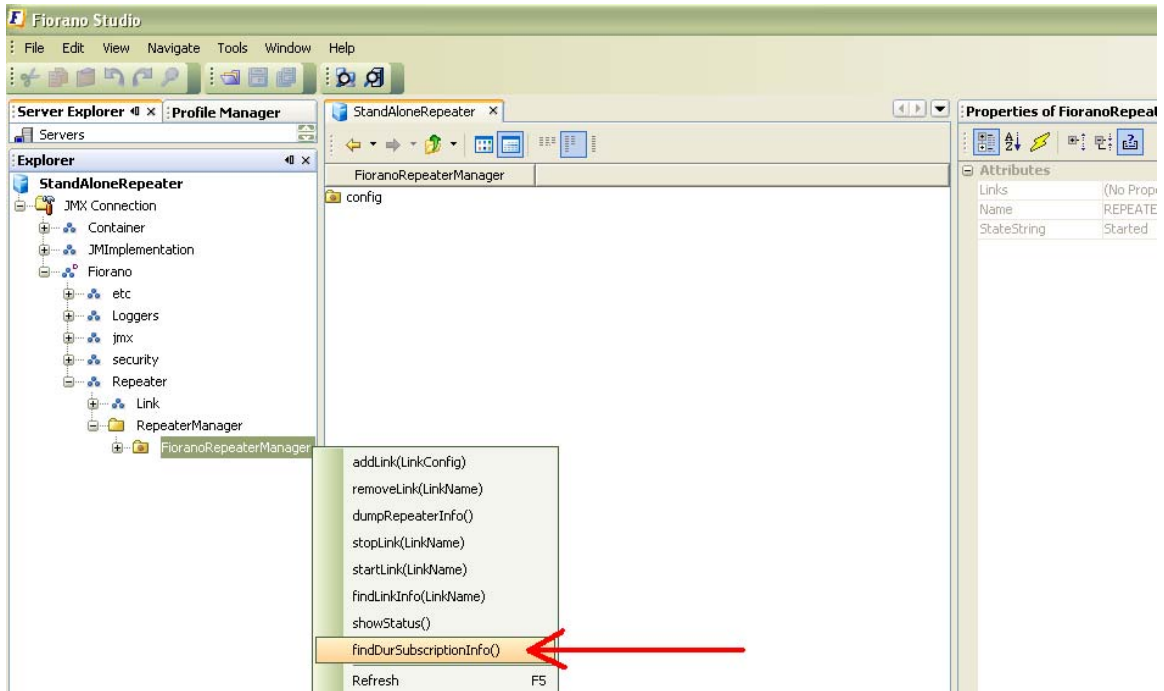 Fiorano Studio
File Edit View Navigate Tools Window Help
Server Explorer Profile Manager
Servers
Explorer
StandAloneRepeater
JMX Connection
Container
JMImplementation
Fiorano
etc
Loggers
jmx
security
Repeater
Link
RepeaterManager
FioranoRepeaterManager
StandAloneRepeater
FioranoRepeaterManager
config
addLink(LinkConfig)
removeLink(LinkName)
dumpRepeaterInfo()
stopLink(LinkName)
startLink(LinkName)
findLinkInfo(LinkName)
showStatus()
findDurSubscriptionInfo()
Refresh F5
Properties of FioranoRepeat
Attributes
Links (No Prop
Name REPEATE
StateString Started